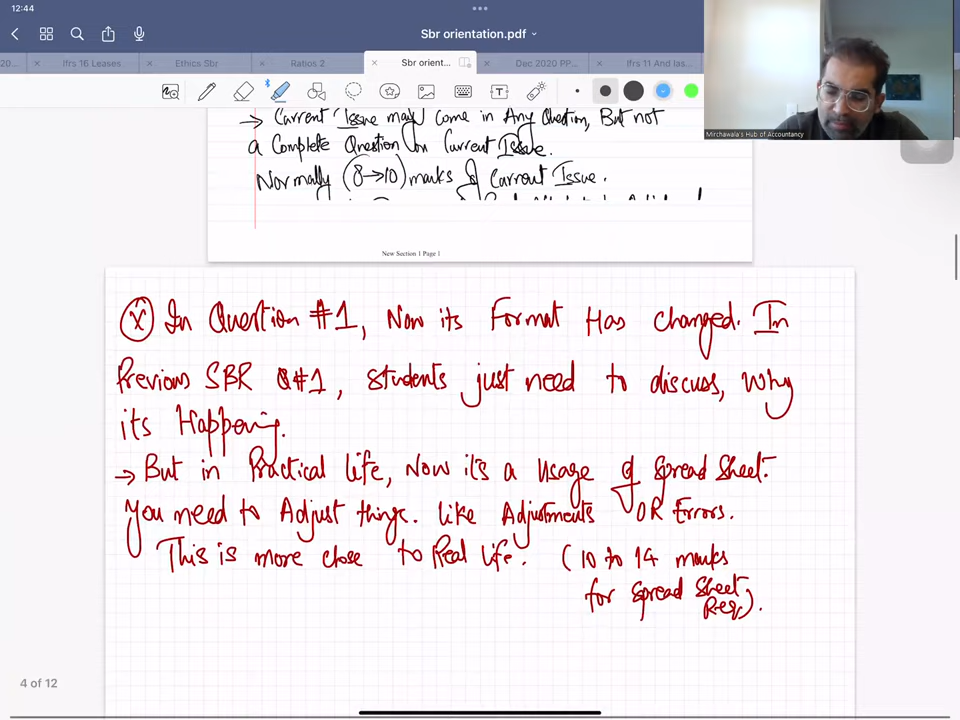 12:44
Sbr orientation.pdf
20...
Ifrs 16 Leases
Ethics Sbr
Ratios 2
Sbr orient...
Dec 2020 PP...
Ifrs 11 And Ias...
Mirchawala's Hub of Accountancy
→ Current Issue may come in Any Question, But not
a Complete Question on Current Issue.
Normally (8→10) marks of Current Issue.
New Section 1 Page 1
(x) In Question #1, Now its Format Has changed. In
Previous SBR Q#1, students just need to discuss, Why
its Happening.
→ But in Practical life, Now it's a usage of Spread Sheet.
You need to Adjust things. like Adjustments OR Errors.
This is more close to Real life. (10 to 14 marks
for Spread Sheet
Req).
4 of 12